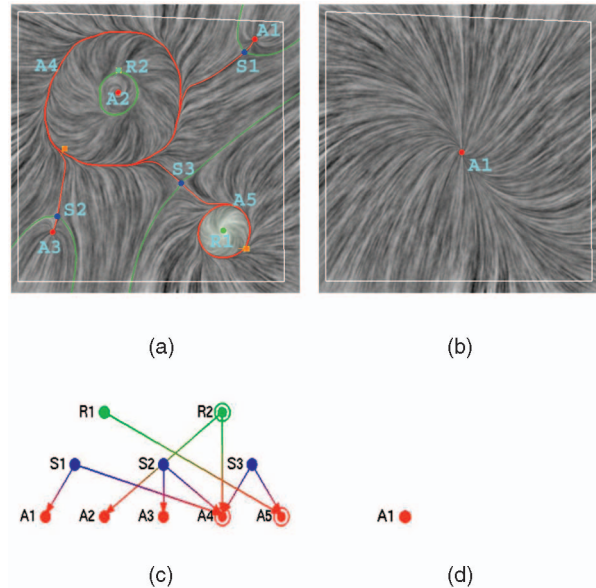 A1
A4
R2
S1
A2
S3
A5
S2
R1
A3
A1
(a)
(b)
R1 R2
S1 S2 S3
A1 A2 A3 A4 A5
A1
(c)
(d)